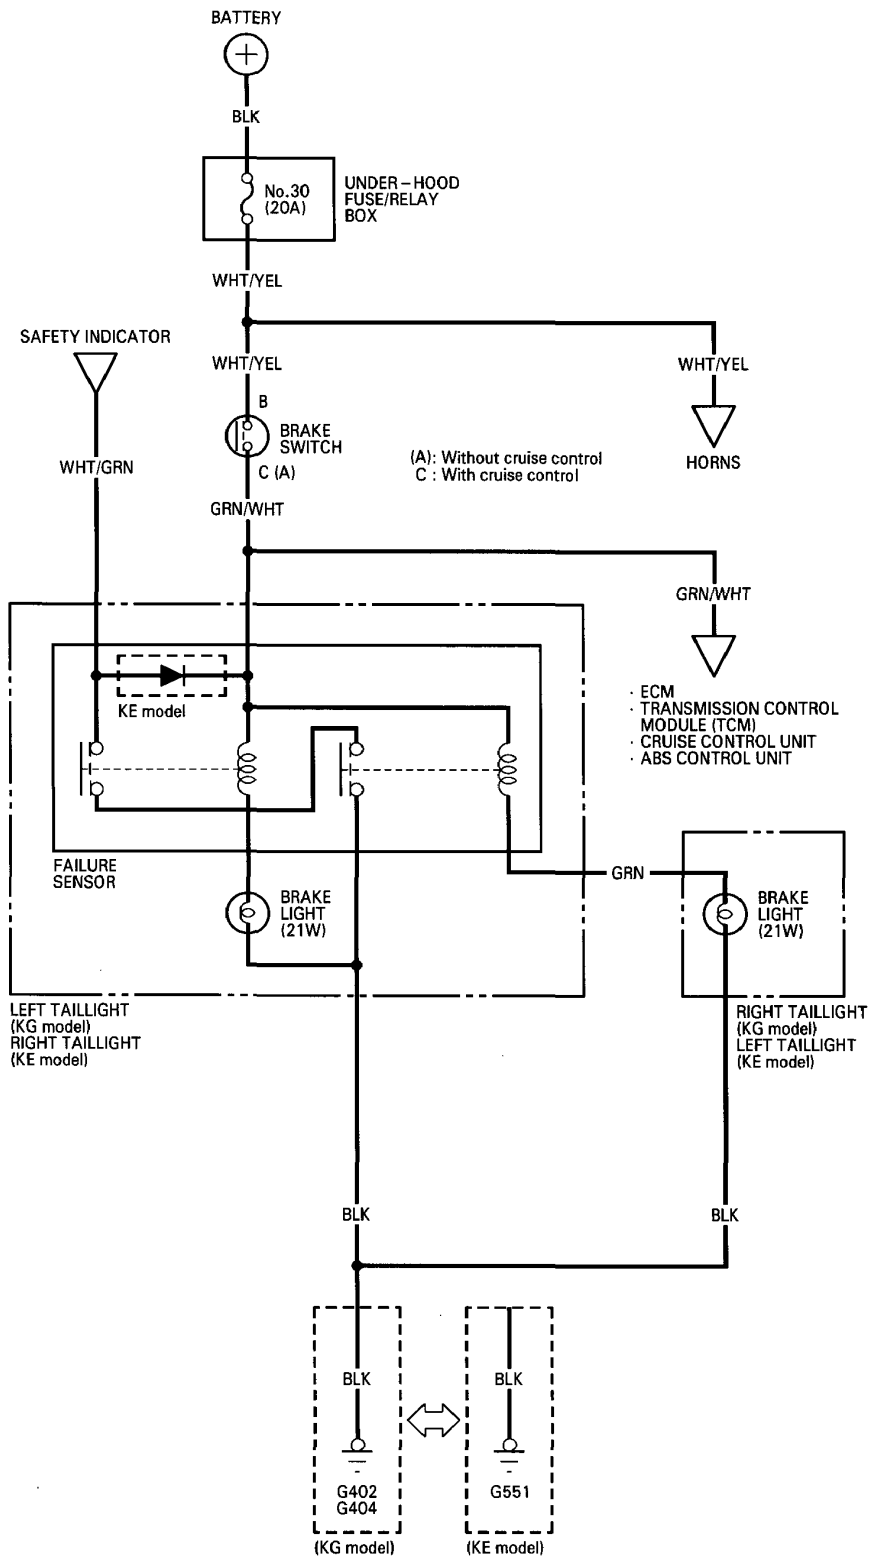 BATTERY
BLK
No.30
(20A)
UNDER-HOOD
FUSE/RELAY
BOX
WHT/YEL
SAFETY INDICATOR
WHT/YEL
WHT/YEL
B
BRAKE
SWITCH
C (A)
(A): Without cruise control
C : With cruise control
HORNS
WHT/GRN
GRN/WHT
GRN/WHT
· ECM
· TRANSMISSION CONTROL
MODULE (TCM)
· CRUISE CONTROL UNIT
· ABS CONTROL UNIT
KE model
FAILURE
SENSOR
GRN
BRAKE
LIGHT
(21W)
BRAKE
LIGHT
(21W)
LEFT TAILLIGHT
(KG model)
RIGHT TAILLIGHT
(KE model)
RIGHT TAILLIGHT
(KG model)
LEFT TAILLIGHT
(KE model)
BLK
BLK
BLK
BLK
G402
G404
G551
(KG model)
(KE model)